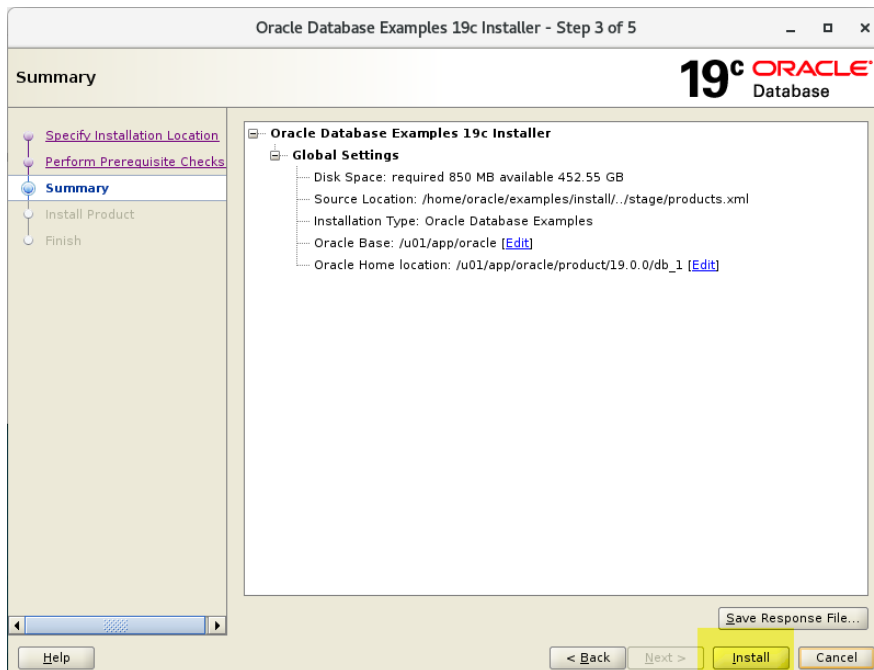 Oracle Database Examples 19c Installer - Step 3 of 5
Summary
19c ORACLE
Database
Specify Installation Location
Perform Prerequisite Checks
Summary
Install Product
Finish
Oracle Database Examples 19c Installer
Global Settings
Disk Space: required 850 MB available 452.55 GB
Source Location: /home/oracle/examples/install/../stage/products.xml
Installation Type: Oracle Database Examples
Oracle Base: /u01/app/oracle [Edit]
Oracle Home location: /u01/app/oracle/product/19.0.0/db_1 [Edit]
Save Response File...
Help < Back Next > Install Cancel